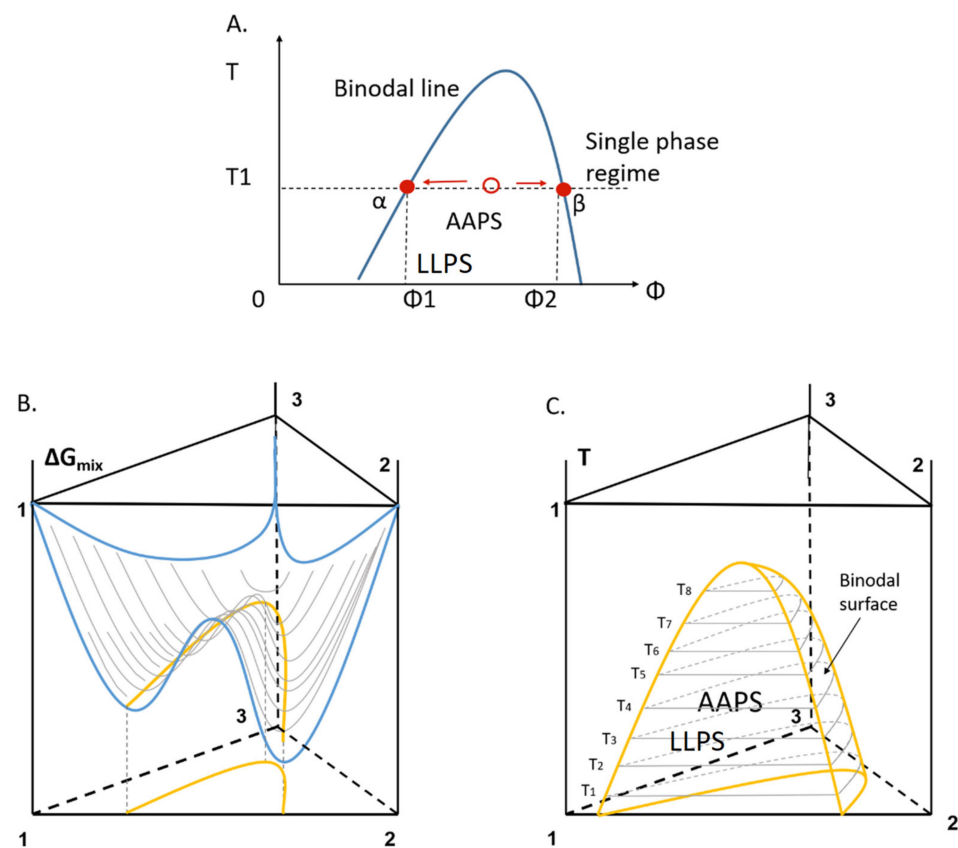 A.
T
Binodal line
Single phase
regime
T1
α
β
AAPS
LLPS
0
Φ1
Φ2
Φ
B.
3
ΔGmix
2
1
3
1
2
C.
3
T
2
1
T8
Binodal
surface
T7
T6
T5
T4
AAPS
3
T3
LLPS
T2
T1
1
2